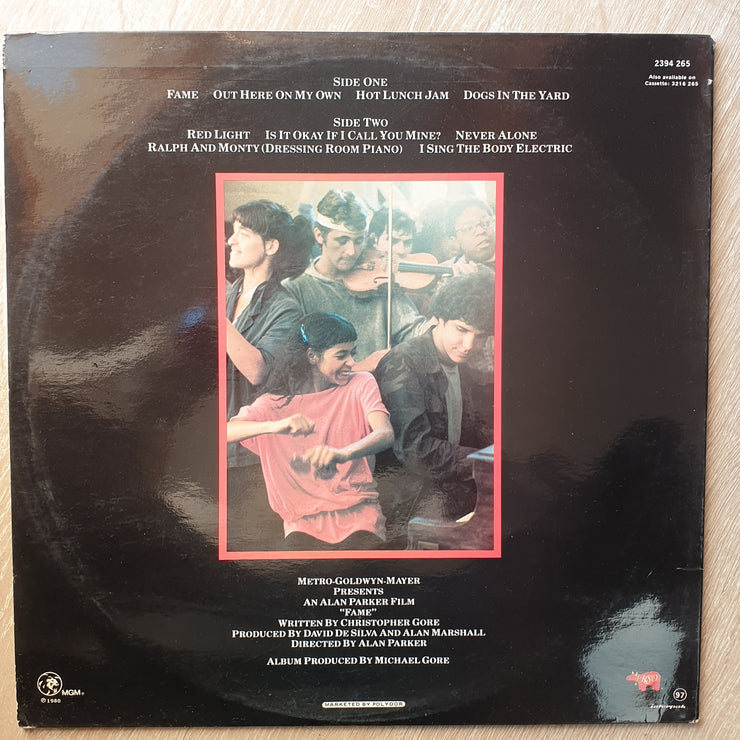 2394 265
Also available on
Cassette: 3216 265
SIDE ONE
FAME OUT HERE ON MY OWN HOT LUNCH JAM DOGS IN THE YARD
SIDE TWO
RED LIGHT IS IT OKAY IF I CALL YOU MINE? NEVER ALONE
RALPH AND MONTY (DRESSING ROOM PIANO) I SING THE BODY ELECTRIC
METRO-GOLDWYN-MAYER
PRESENTS
AN ALAN PARKER FILM
"FAME"
WRITTEN BY CHRISTOPHER GORE
PRODUCED BY DAVID DE SILVA AND ALAN MARSHALL
DIRECTED BY ALAN PARKER
ALBUM PRODUCED BY MICHAEL GORE
MGM
℗ 1980
MARKETED BY POLYDOR
RSO
97